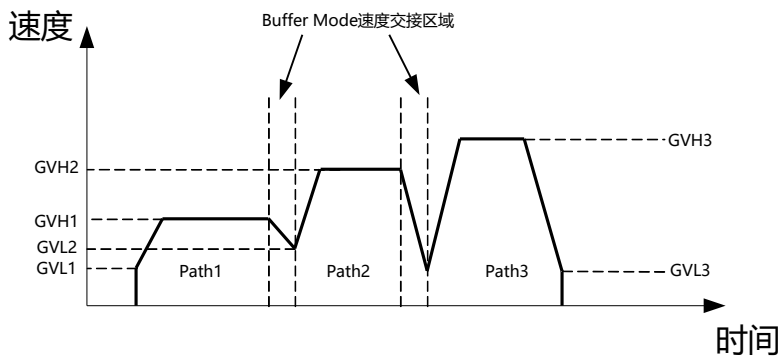 Buffer Mode速度交接区域
速度
GVH3
GVH2
GVH1
GVL2
GVL1
Path1
Path2
Path3
GVL3
时间